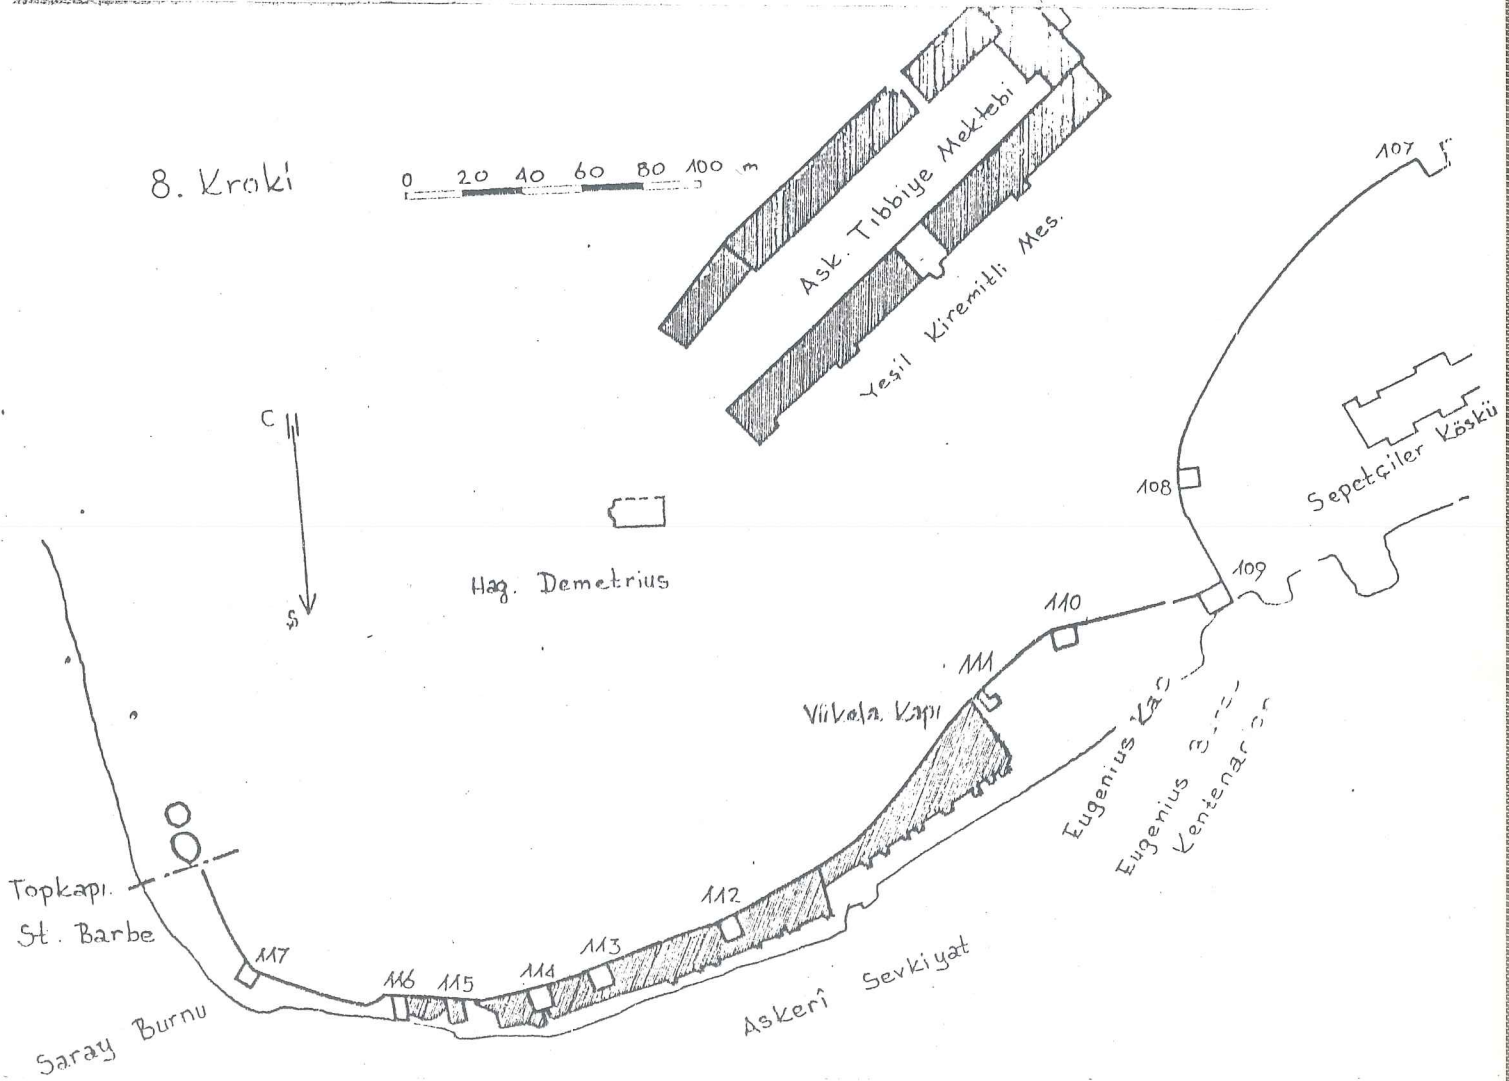 8. Kroki
0 20 40 60 80 100 m
Ask. Tıbbiye Mektebi
Yeşil Kiremitli Mes.
107
C
Ş
108
Sepetçiler Köşkü
Hag. Demetrius
109
110
111
Viikela. Kapı
Eugenius
Eugenius
Kentenarion
Topkapı.
St. Barbe
112
113
114
115
116
117
Askerî Sevkiyat
Saray Burnu